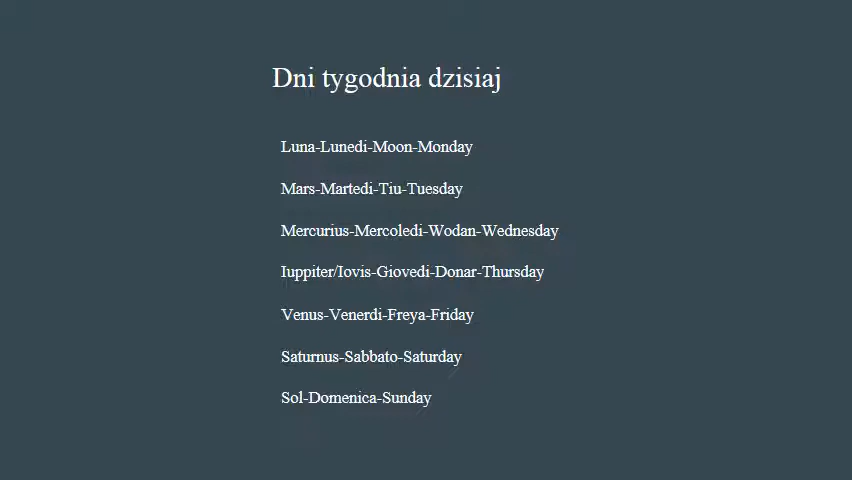 Dni tygodnia dzisiaj
Luna-Lunedi-Moon-Monday
Mars-Martedi-Tiu-Tuesday
Mercurius-Mercoledi-Wodan-Wednesday
Iuppiter/Iovis-Giovedi-Donar-Thursday
Venus-Venerdi-Freya-Friday
Saturnus-Sabbato-Saturday
Sol-Domenica-Sunday